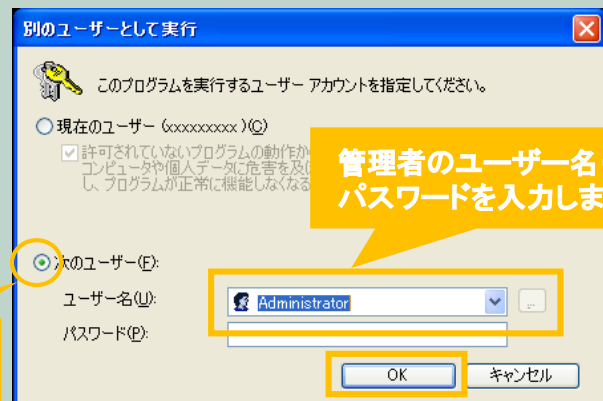 別のユーザーとして実行
このプログラムを実行するユーザー アカウントを指定してください。
現在のユーザー (xxxxxxxxx )(C)
許可されていないプログラムの動作か
コンピュータや個人データに危害を及(
し、プログラムが正常に機能しなくなる
管理者のユーザー名
パスワードを入力しま
次のユーザー(F):
ユーザー名(U):
Administrator
...
パスワード(P):
OK
キャンセル